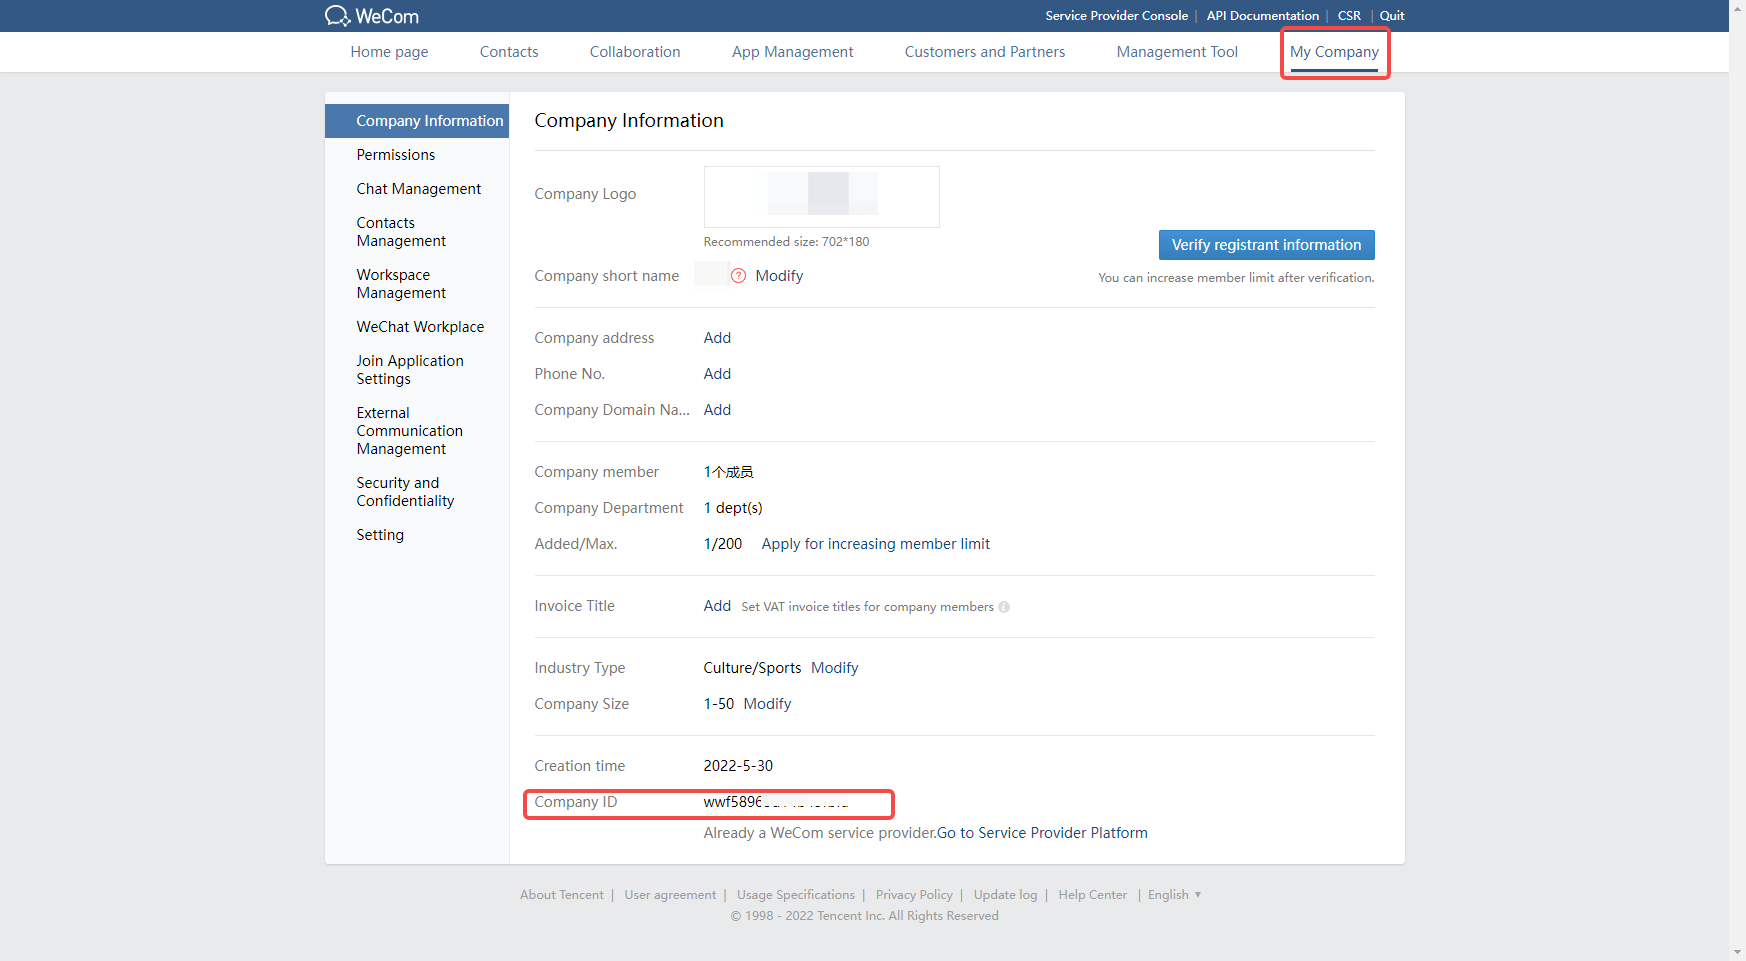 WeCom
Service Provider Console | API Documentation | CSR | Quit
Home page Contacts Collaboration App Management Customers and Partners Management Tool My Company
Company Information
Permissions
Chat Management
Contacts
Management
Workspace
Management
WeChat Workplace
Join Application
Settings
External
Communication
Management
Security and
Confidentiality
Setting
Company Information
Company Logo
Recommended size: 702*180
Verify registrant information
You can increase member limit after verification.
Company short name ? Modify
Company address Add
Phone No. Add
Company Domain Na... Add
Company member 1个成员
Company Department 1 dept(s)
Added/Max. 1/200 Apply for increasing member limit
Invoice Title Add Set VAT invoice titles for company members
Industry Type Culture/Sports Modify
Company Size 1-50 Modify
Creation time 2022-5-30
Company ID
Already a WeCom service provider.Go to Service Provider Platform
About Tencent | User agreement | Usage Specifications | Privacy Policy | Update log | Help Center | English ▼
© 1998 - 2022 Tencent Inc. All Rights Reserved